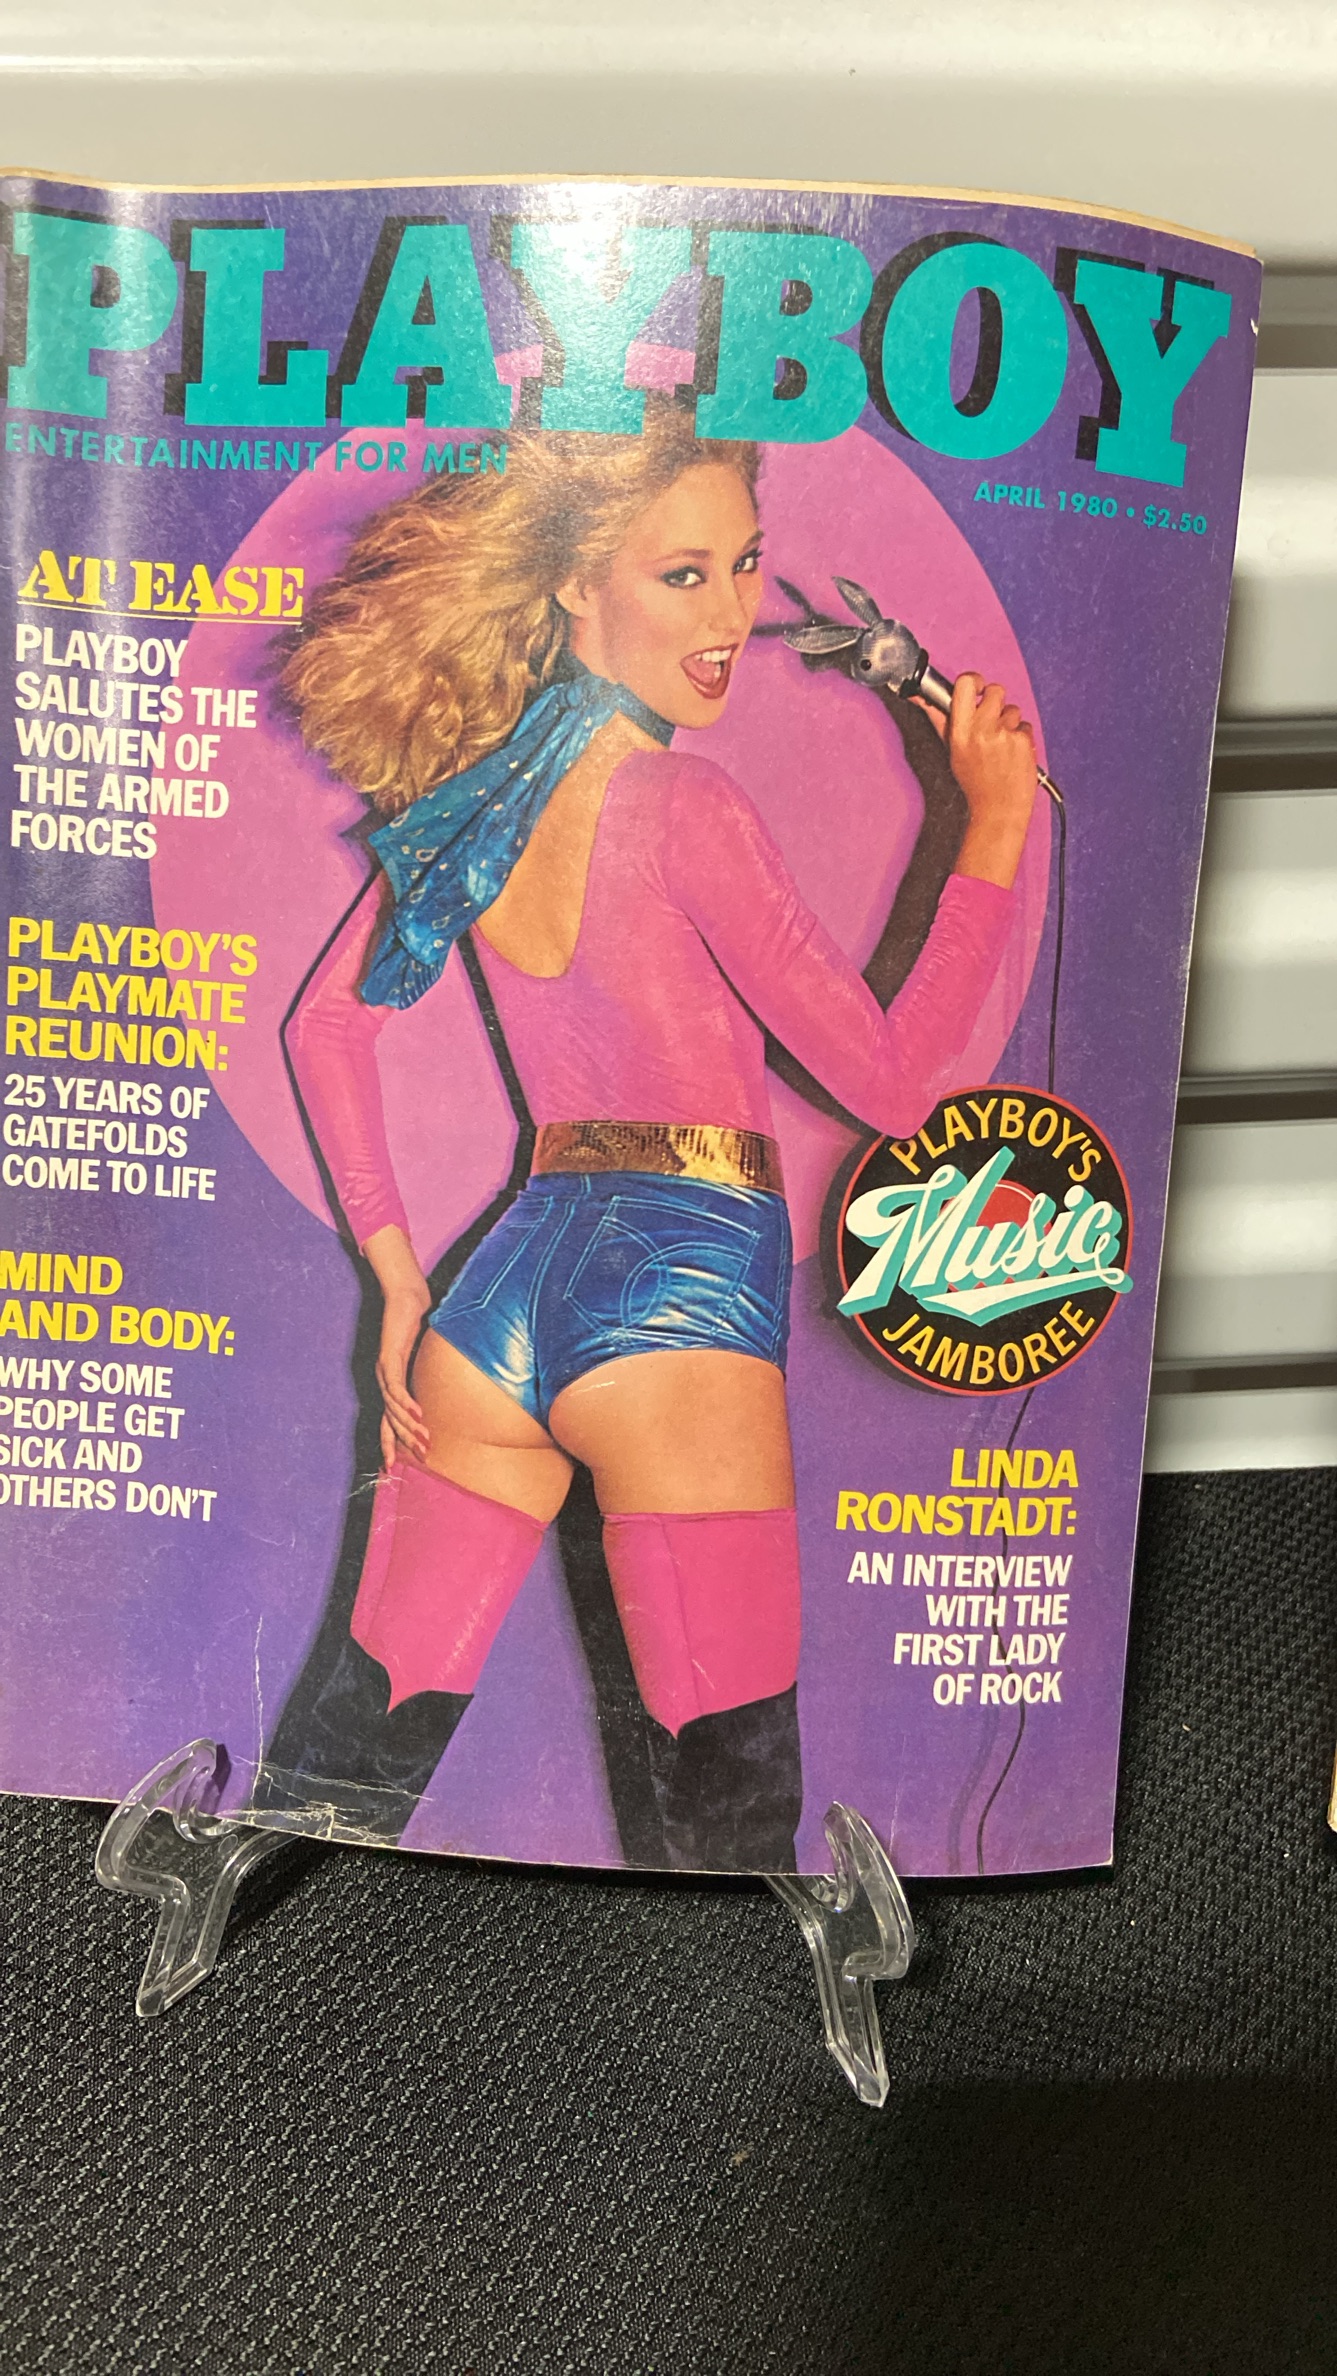 PLAYBOY
ENTERTAINMENT FOR MEN
APRIL 1980 • $2.50
AT EASE
PLAYBOY
SALUTES THE
WOMEN OF
THE ARMED
FORCES
PLAYBOY'S
PLAYMATE
REUNION:
25 YEARS OF
GATEFOLDS
COME TO LIFE
MIND
AND BODY:
WHY SOME
PEOPLE GET
SICK AND
OTHERS DON'T
PLAYBOY'S
Music
JAMBOREE
LINDA
RONSTADT:
AN INTERVIEW
WITH THE
FIRST LADY
OF ROCK